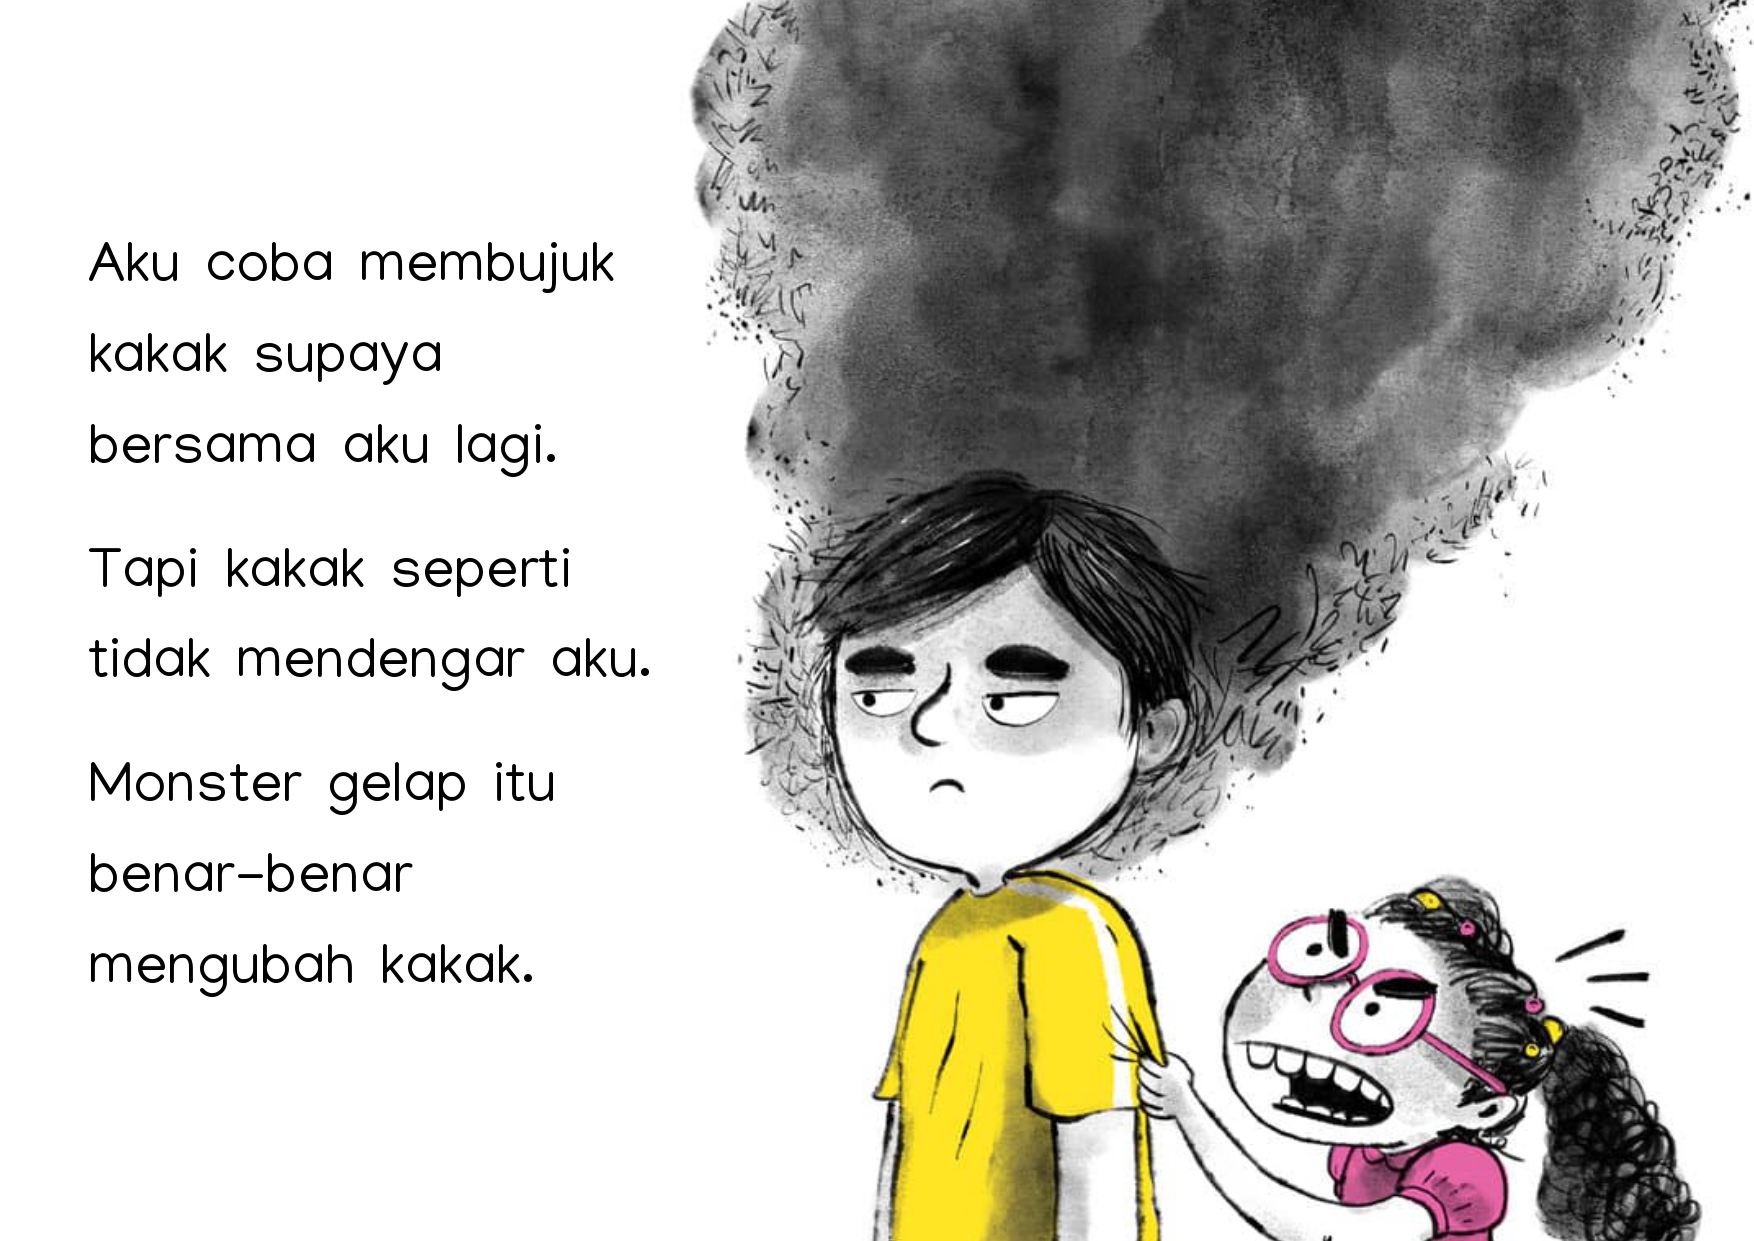 Aku coba membujuk
kakak supaya
bersama aku lagi.
Tapi kakak seperti
tidak mendengar aku.
Monster gelap itu
benar-benar
mengubah kakak.